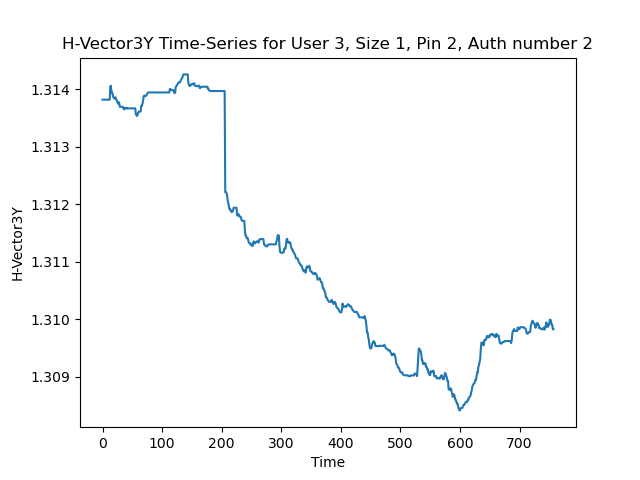 H-Vector3Y Time-Series for User 3, Size 1, Pin 2, Auth number 2
1.314
1.313
1.312
1.311
1.310
1.309
H-Vector3Y
0 100 200 300 400 500 600 700
Time